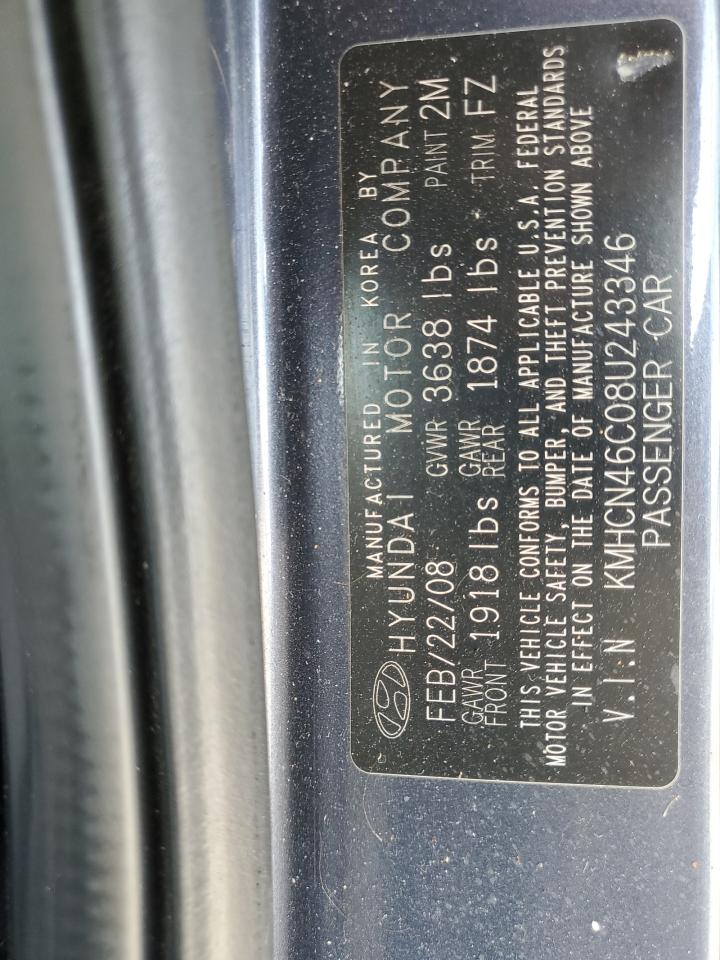 MANUFACTURED IN KOREA BY
HYUNDAI MOTOR COMPANY
FEB/22/08 GVWR 3638 lbs PAINT 2M
GAWR FRONT 1918 lbs GAWR REAR 1874 lbs TRIM FZ
THIS VEHICLE CONFORMS TO ALL APPLICABLE U.S.A. FEDERAL
MOTOR VEHICLE SAFETY, BUMPER, AND THEFT PREVENTION STANDARDS
IN EFFECT ON THE DATE OF MANUFACTURE SHOWN ABOVE
V.I.N KMHCN46C08U243346
PASSENGER CAR